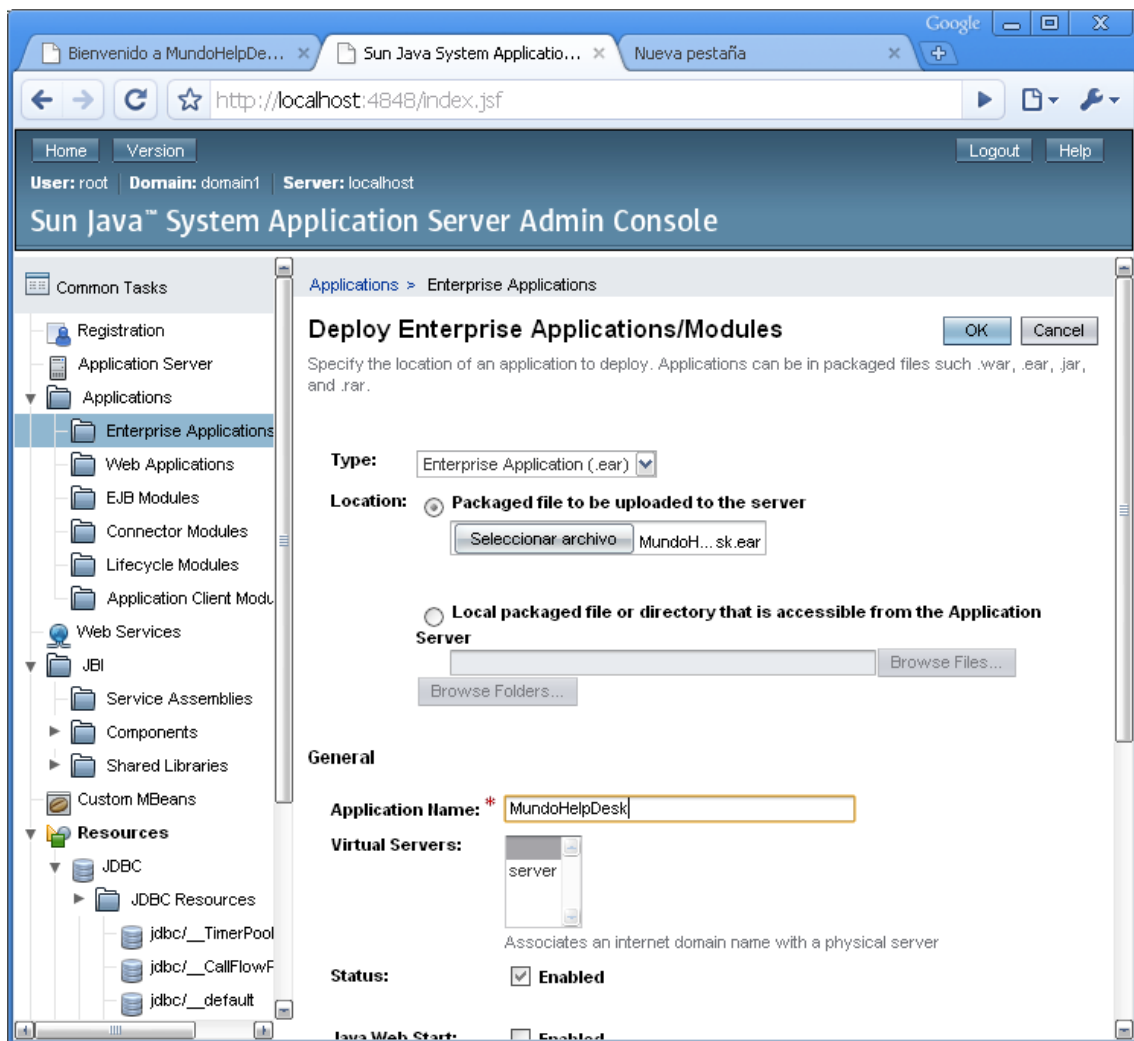 Google
Bienvenido a MundoHelpDe...
Sun Java System Applicatio...
Nueva pestaña
http://localhost:4848/index.jsf
Home Version Logout Help
User: root Domain: domain1 Server: localhost
Sun Java™ System Application Server Admin Console
Common Tasks
Registration
Application Server
Applications
Enterprise Applications
Web Applications
EJB Modules
Connector Modules
Lifecycle Modules
Application Client Modu
Web Services
JBI
Service Assemblies
Components
Shared Libraries
Custom MBeans
Resources
JDBC
JDBC Resources
jdbc/__TimerPool
jdbc/__CallFlowP
jdbc/__default
Applications > Enterprise Applications
Deploy Enterprise Applications/Modules
OK Cancel
Specify the location of an application to deploy. Applications can be in packaged files such .war, .ear, .jar,
and .rar.
Type: Enterprise Application (.ear)
Location: Packaged file to be uploaded to the server
Seleccionar archivo MundoH... sk.ear
Local packaged file or directory that is accessible from the Application
Server
Browse Files...
Browse Folders...
General
Application Name: * MundoHelpDesk
Virtual Servers:
server
Associates an internet domain name with a physical server
Status: Enabled
Java Web Start: Enabled